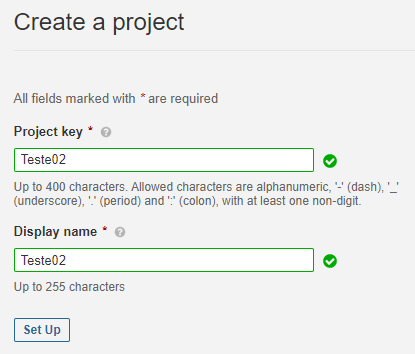 Create a project
All fields marked with * are required
Project key *
Teste02
Up to 400 characters. Allowed characters are alphanumeric, '-' (dash), '_'
(underscore), '.' (period) and ':' (colon), with at least one non-digit.
Display name *
Teste02
Up to 255 characters
Set Up